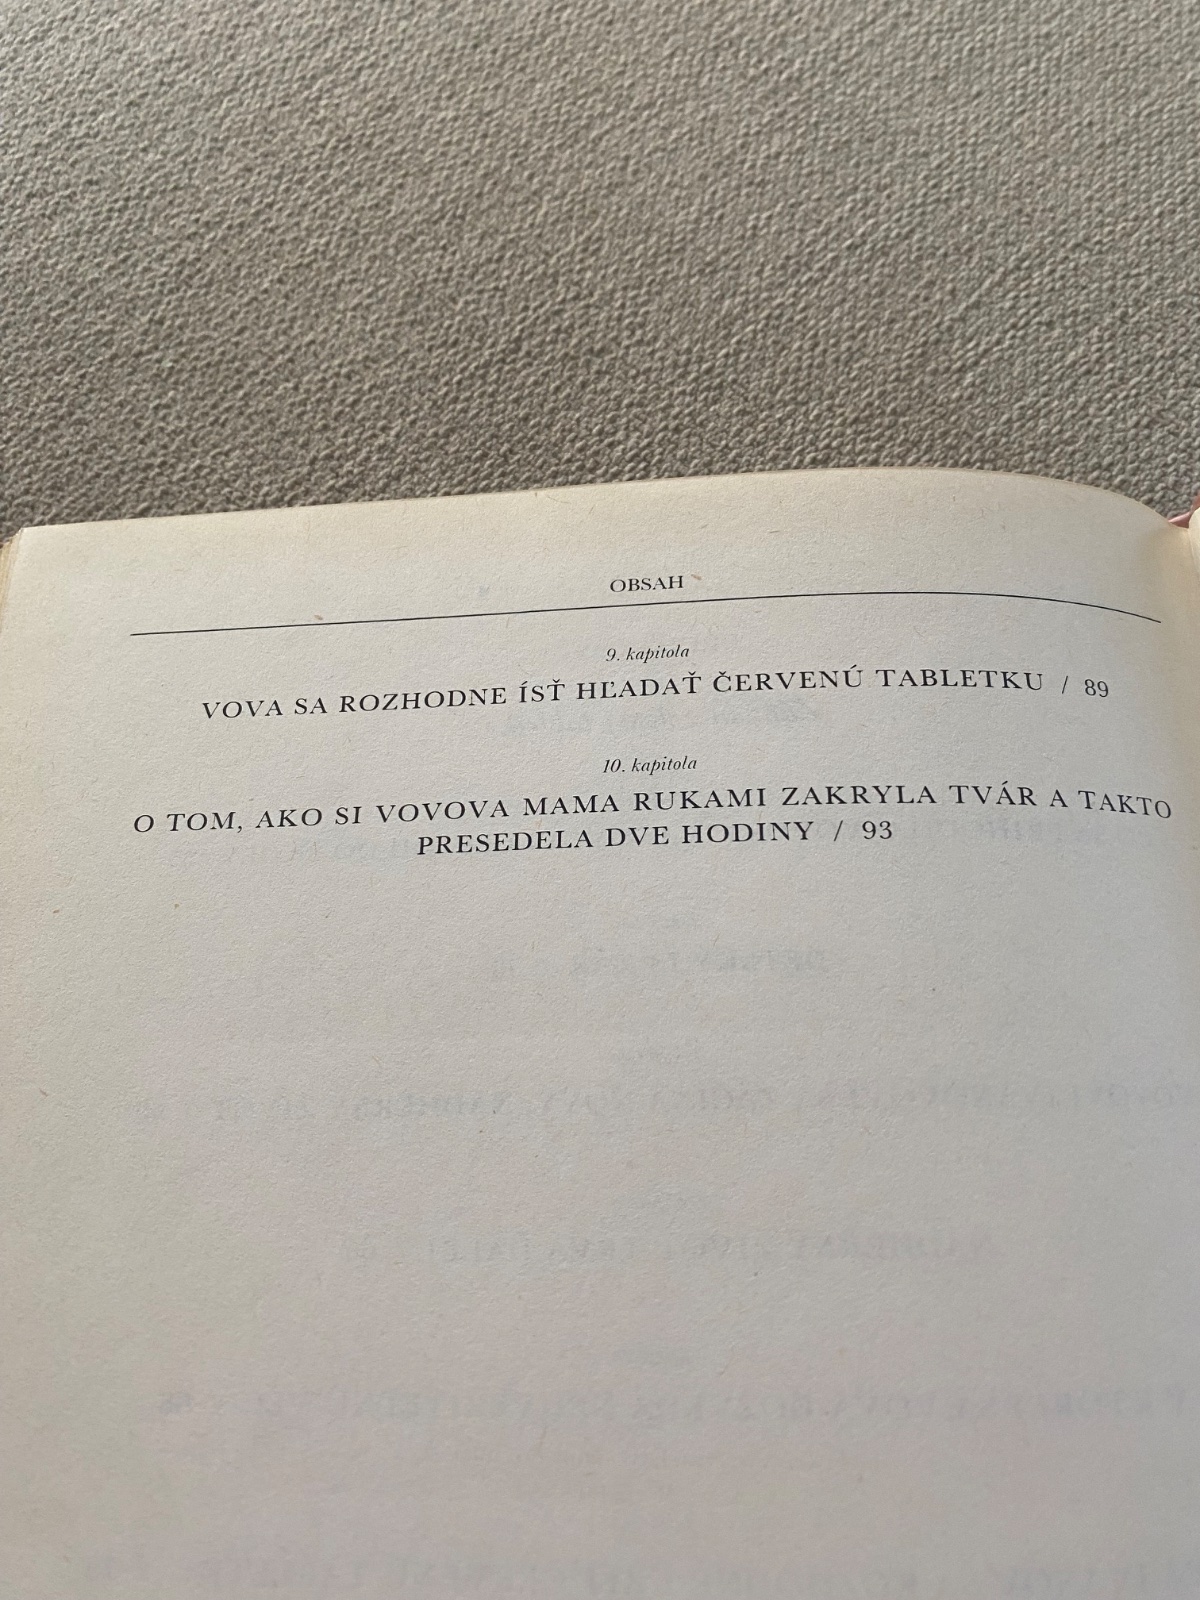 OBSAH
9. kapitola
VOVA SA ROZHODNE ÍSŤ HĽADAŤ ČERVENÚ TABLETKU / 89
10. kapitola
O TOM, AKO SI VOVOVA MAMA RUKAMI ZAKRYLA TVÁR A TAKTO
PRESEDELA DVE HODINY / 93